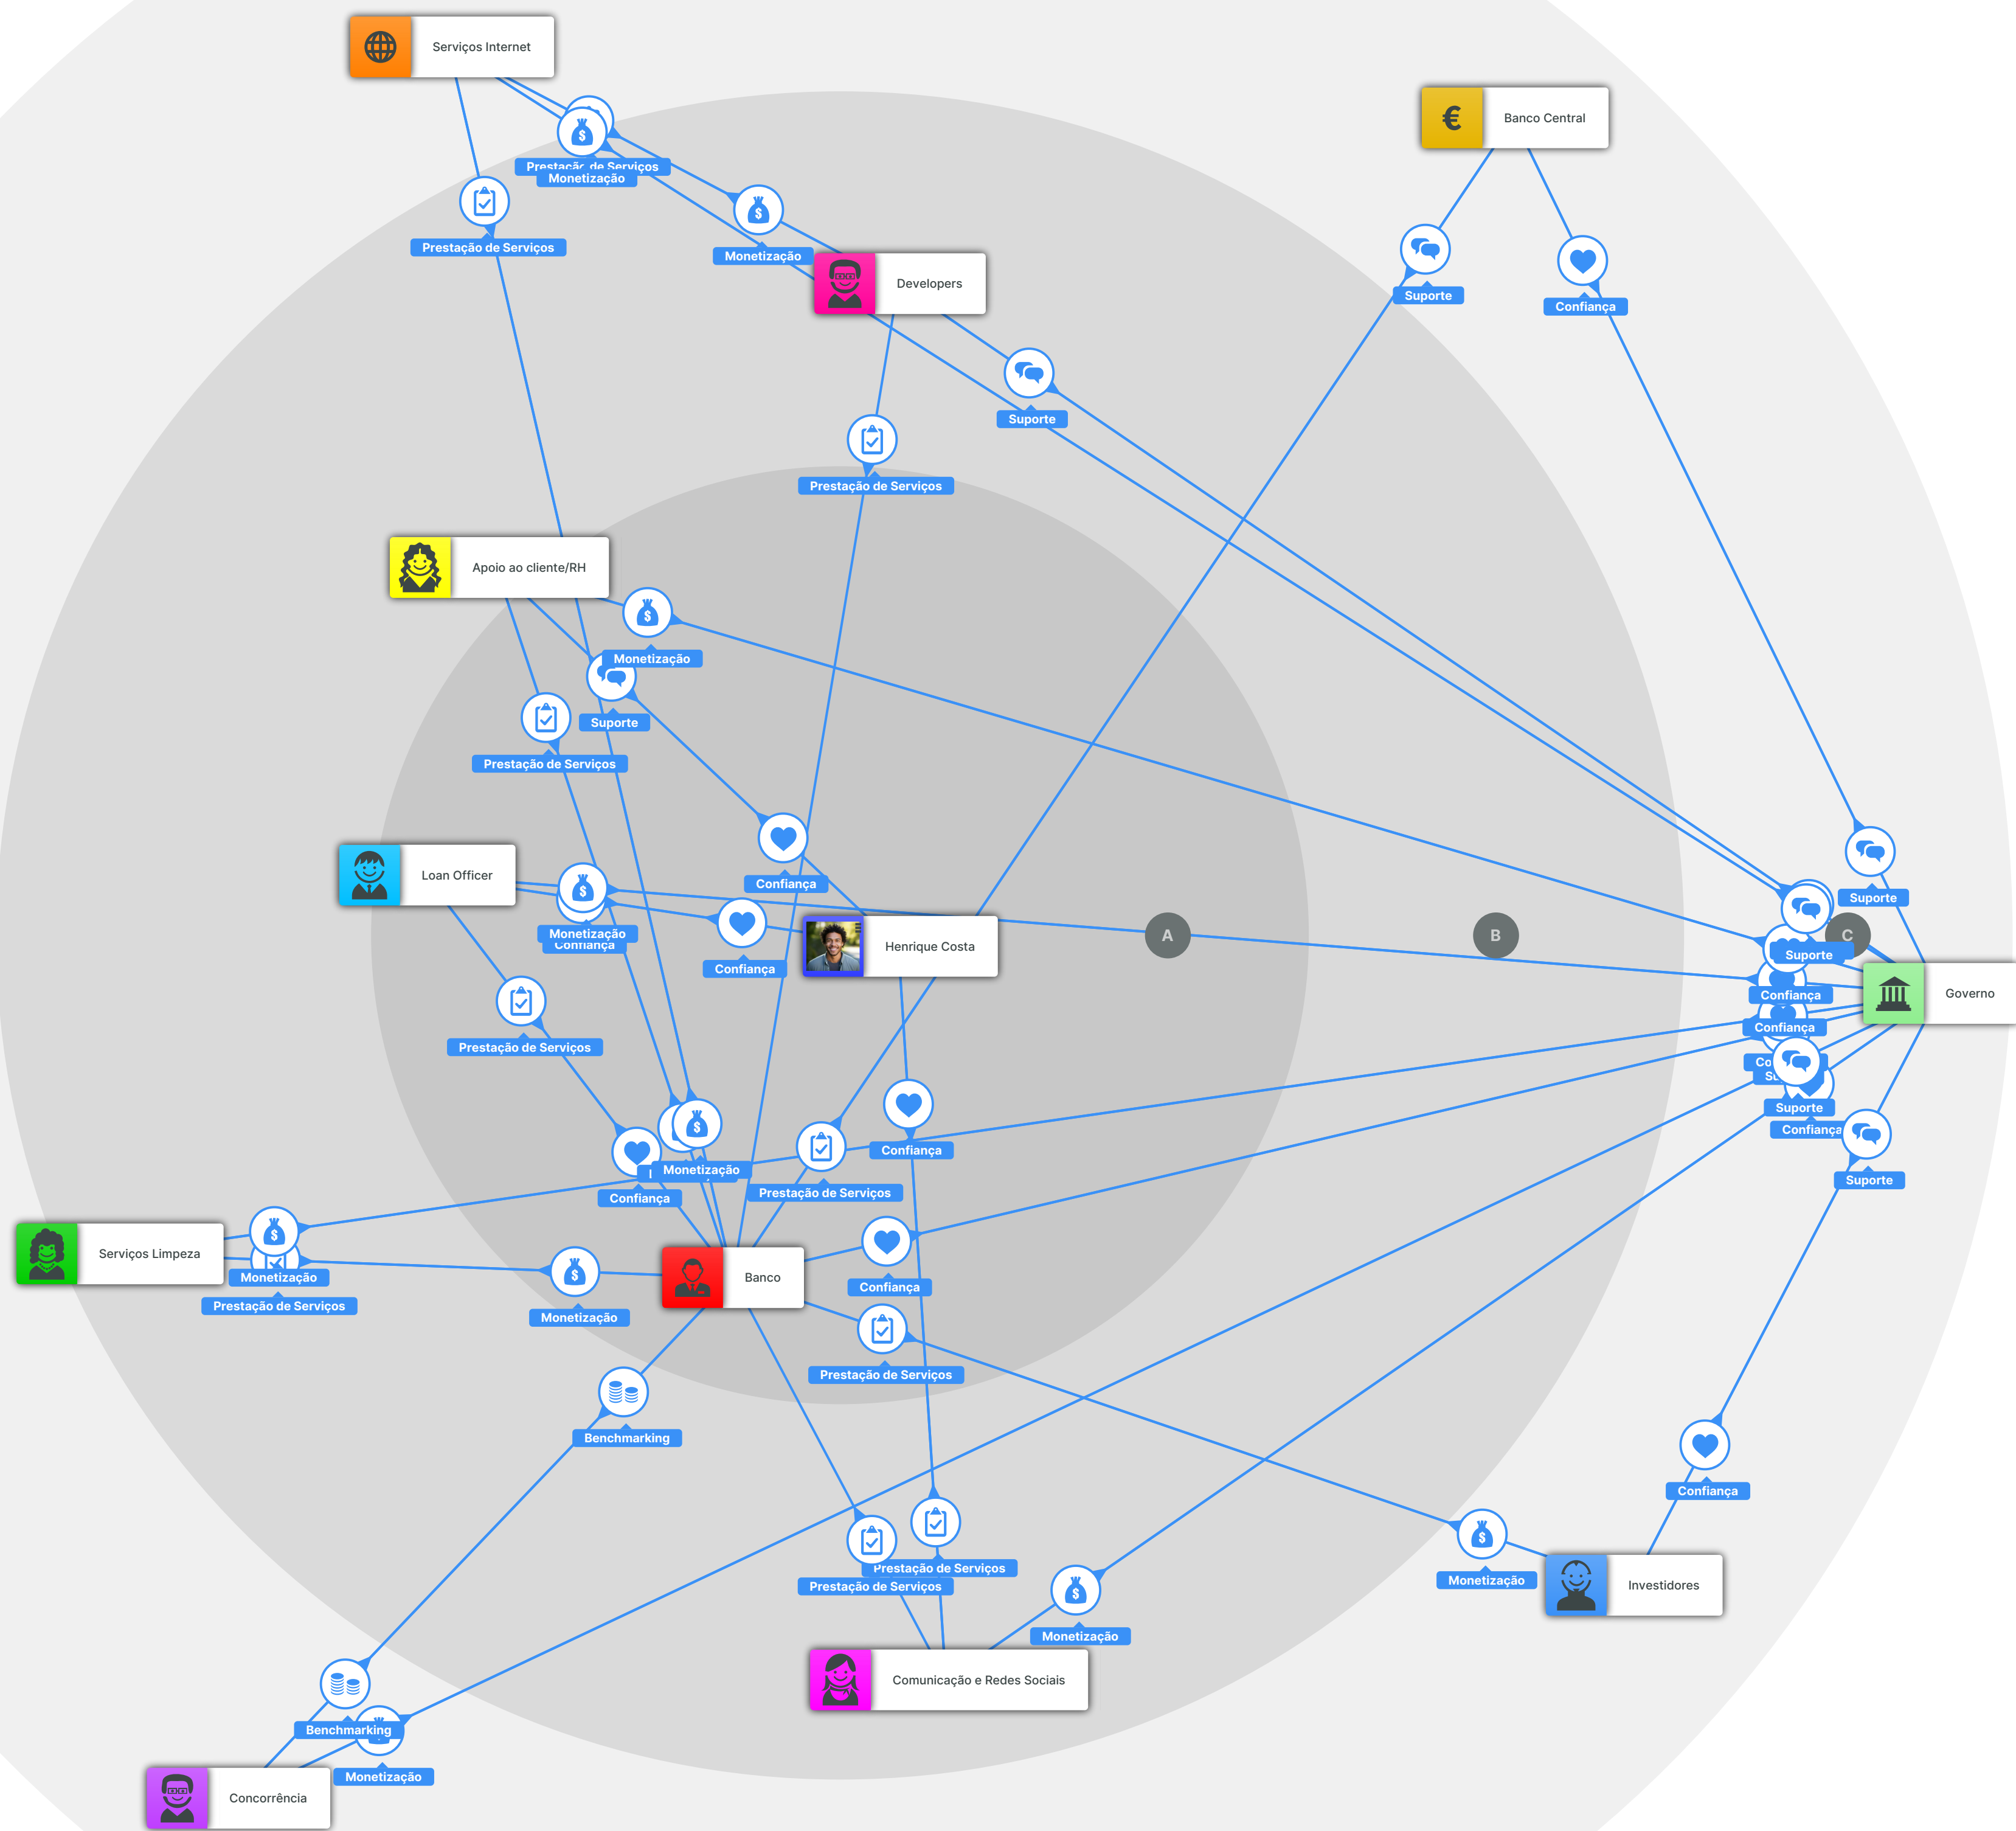 Serviços Internet
Banco Central
€
Prestação de Serviços
Monetização
Prestação de Serviços
Monetização
Developers
Suporte
Confiança
Suporte
Prestação de Serviços
Apoio ao cliente/RH
Monetização
Suporte
Prestação de Serviços
Loan Officer
Confiança
Suporte
Monetização
Confiança
Confiança
Henrique Costa
A
B
C
Suporte
Governo
Confiança
Confiança
Prestação de Serviços
Suporte
Confiança
Confiança
Suporte
Monetização
Confiança
Prestação de Serviços
Serviços Limpeza
Monetização
Prestação de Serviços
Banco
Confiança
Monetização
Prestação de Serviços
Benchmarking
Confiança
Prestação de Serviços
Prestação de Serviços
Monetização
Investidores
Monetização
Comunicação e Redes Sociais
Benchmarking
Monetização
Concorrência